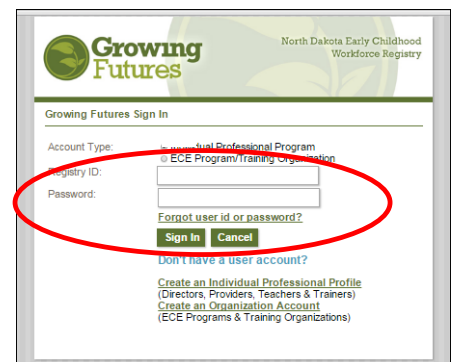 Growing
Futures
North Dakota Early Childhood
Workforce Registry
Growing Futures Sign In
Account Type:
Professional Program
ECE Program/Training Organization
Registry ID:
Password:
Forgot user id or password?
Sign In Cancel
Don't have a user account?
Create an Individual Professional Profile
(Directors, Providers, Teachers & Trainers)
Create an Organization Account
(ECE Programs & Training Organizations)